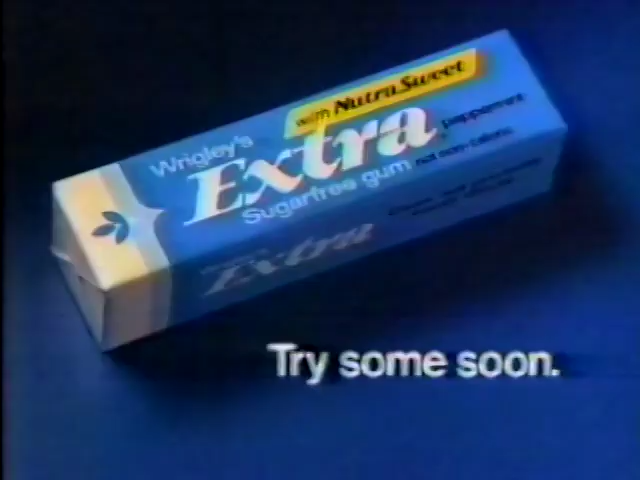 with NutraSweet
Wrigley's
Extra
peppermint
Sugarfree gum
not non-caloric
Extra
Try some soon.